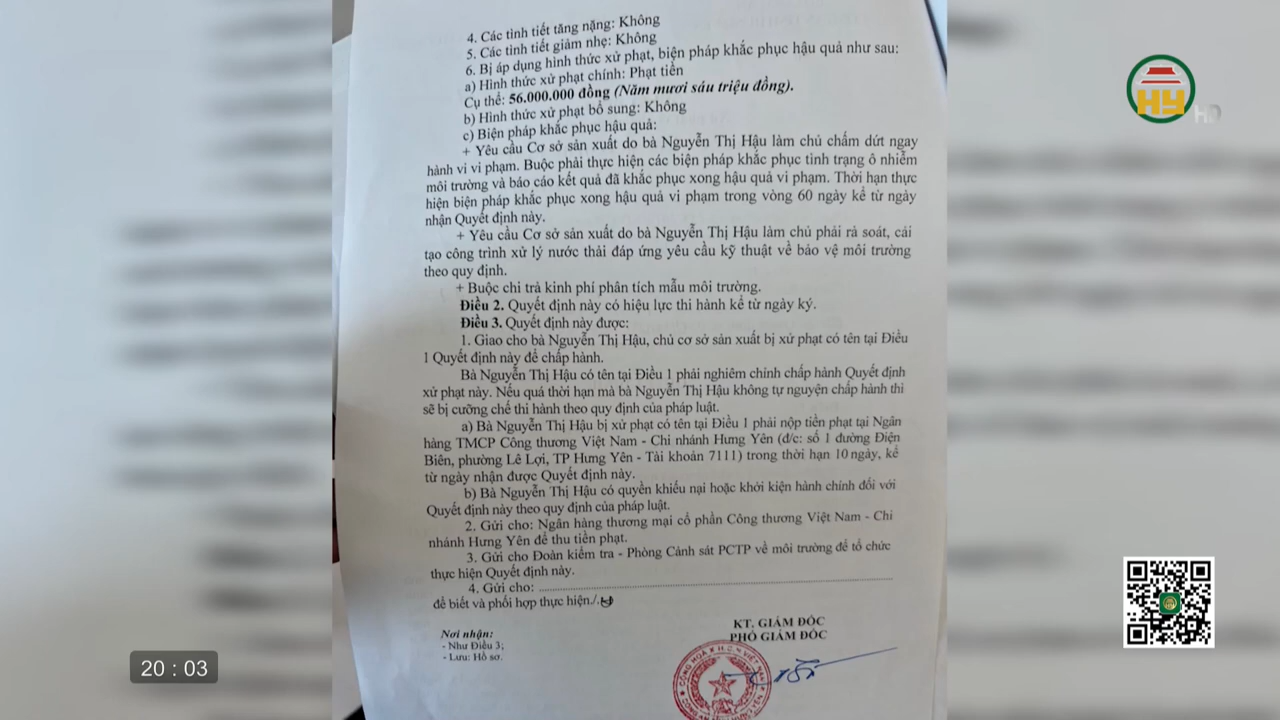 4. Các tình tiết tăng nặng: Không
5. Các tình tiết giảm nhẹ: Không
6. Bị áp dụng hình thức xử phạt, biện pháp khắc phục hậu quả như sau:
a) Hình thức xử phạt chính: Phạt tiền
Cụ thể: 56.000.000 đồng (Năm mươi sáu triệu đồng).
b) Hình thức xử phạt bổ sung: Không
c) Biện pháp khắc phục hậu quả:
+ Yêu cầu Cơ sở sản xuất do bà Nguyễn Thị Hậu làm chủ chấm dứt ngay
hành vi vi phạm. Buộc phải thực hiện các biện pháp khắc phục tình trạng ô nhiễm
môi trường và báo cáo kết quả đã khắc phục xong hậu quả vi phạm. Thời hạn thực
hiện biện pháp khắc phục xong hậu quả vi phạm trong vòng 60 ngày kể từ ngày
nhận Quyết định này.
+ Yêu cầu Cơ sở sản xuất do bà Nguyễn Thị Hậu làm chủ phải rà soát, cải
tạo công trình xử lý nước thải đáp ứng yêu cầu kỹ thuật về bảo vệ môi trường
theo quy định.
+ Buộc chi trả kinh phí phân tích mẫu môi trường.
Điều 2. Quyết định này có hiệu lực thi hành kể từ ngày ký.
Điều 3. Quyết định này được:
1. Giao cho bà Nguyễn Thị Hậu, chủ cơ sở sản xuất bị xử phạt có tên tại Điều
1 Quyết định này để chấp hành.
Bà Nguyễn Thị Hậu có tên tại Điều 1 phải nghiêm chỉnh chấp hành Quyết định
xử phạt này. Nếu quá thời hạn mà bà Nguyễn Thị Hậu không tự nguyện chấp hành thì
sẽ bị cưỡng chế thi hành theo quy định của pháp luật.
a) Bà Nguyễn Thị Hậu bị xử phạt có tên tại Điều 1 phải nộp tiền phạt tại Ngân
hàng TMCP Công thương Việt Nam - Chi nhánh Hưng Yên (đ/c: số 1 đường Điện
Biên, phường Lê Lợi, TP Hưng Yên - Tài khoản 7111) trong thời hạn 10 ngày, kể
từ ngày nhận được Quyết định này.
b) Bà Nguyễn Thị Hậu có quyền khiếu nại hoặc khởi kiện hành chính đối với
Quyết định này theo quy định của pháp luật.
2. Gửi cho: Ngân hàng thương mại cổ phần Công thương Việt Nam - Chi
nhánh Hưng Yên để thu tiền phạt.
3. Gửi cho Đoàn kiểm tra - Phòng Cảnh sát PCTP về môi trường để tổ chức
thực hiện Quyết định này.
4. Gửi cho: ........................................
để biết và phối hợp thực hiện./.
Nơi nhận:
- Như Điều 3;
- Lưu: Hồ sơ.
KT. GIÁM ĐỐC
PHÓ GIÁM ĐỐC
HY HD
20 : 03